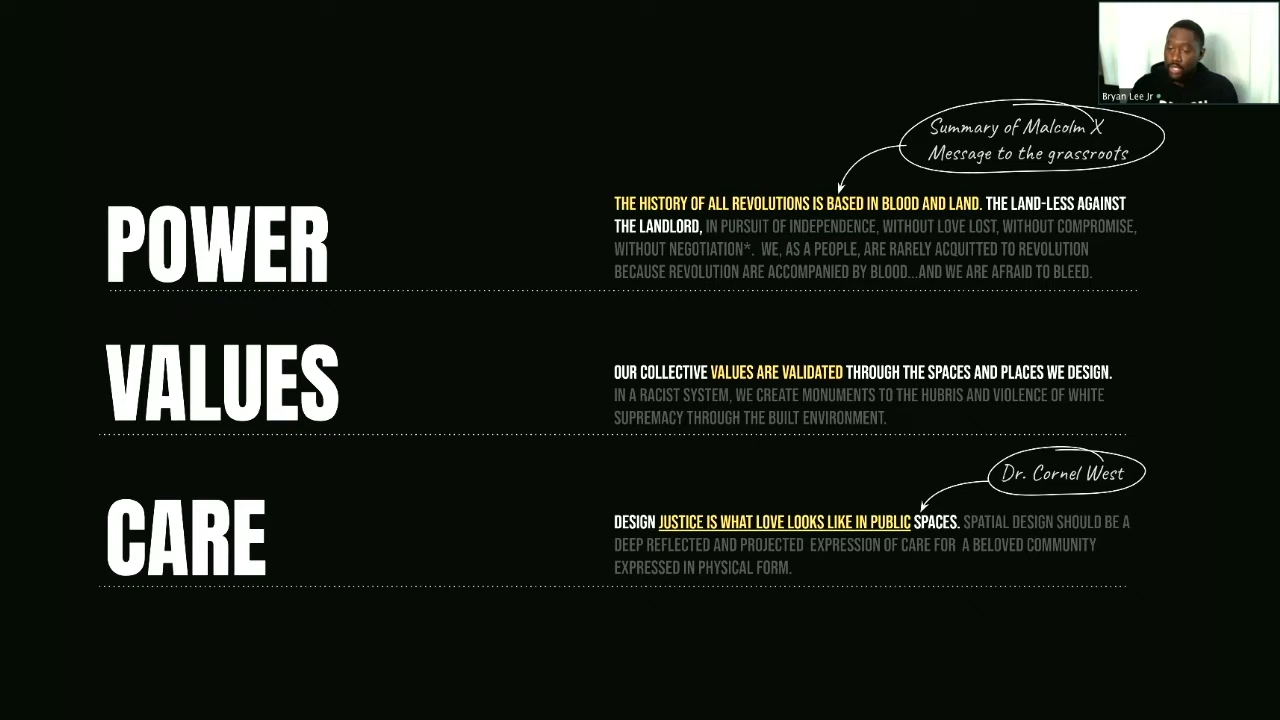 Bryan Lee Jr
Summary of Malcolm X
Message to the grassroots
POWER
THE HISTORY OF ALL REVOLUTIONS IS BASED IN BLOOD AND LAND. THE LAND-LESS AGAINST
THE LANDLORD, IN PURSUIT OF INDEPENDENCE, WITHOUT LOVE LOST, WITHOUT COMPROMISE,
WITHOUT NEGOTIATION*. WE, AS A PEOPLE, ARE RARELY ACQUITTED TO REVOLUTION
BECAUSE REVOLUTION ARE ACCOMPANIED BY BLOOD...AND WE ARE AFRAID TO BLEED.
VALUES
OUR COLLECTIVE VALUES ARE VALIDATED THROUGH THE SPACES AND PLACES WE DESIGN.
IN A RACIST SYSTEM, WE CREATE MONUMENTS TO THE HUBRIS AND VIOLENCE OF WHITE
SUPREMACY THROUGH THE BUILT ENVIRONMENT.
Dr. Cornel West
CARE
DESIGN JUSTICE IS WHAT LOVE LOOKS LIKE IN PUBLIC SPACES. SPATIAL DESIGN SHOULD BE A
DEEP REFLECTED AND PROJECTED EXPRESSION OF CARE FOR A BELOVED COMMUNITY
EXPRESSED IN PHYSICAL FORM.